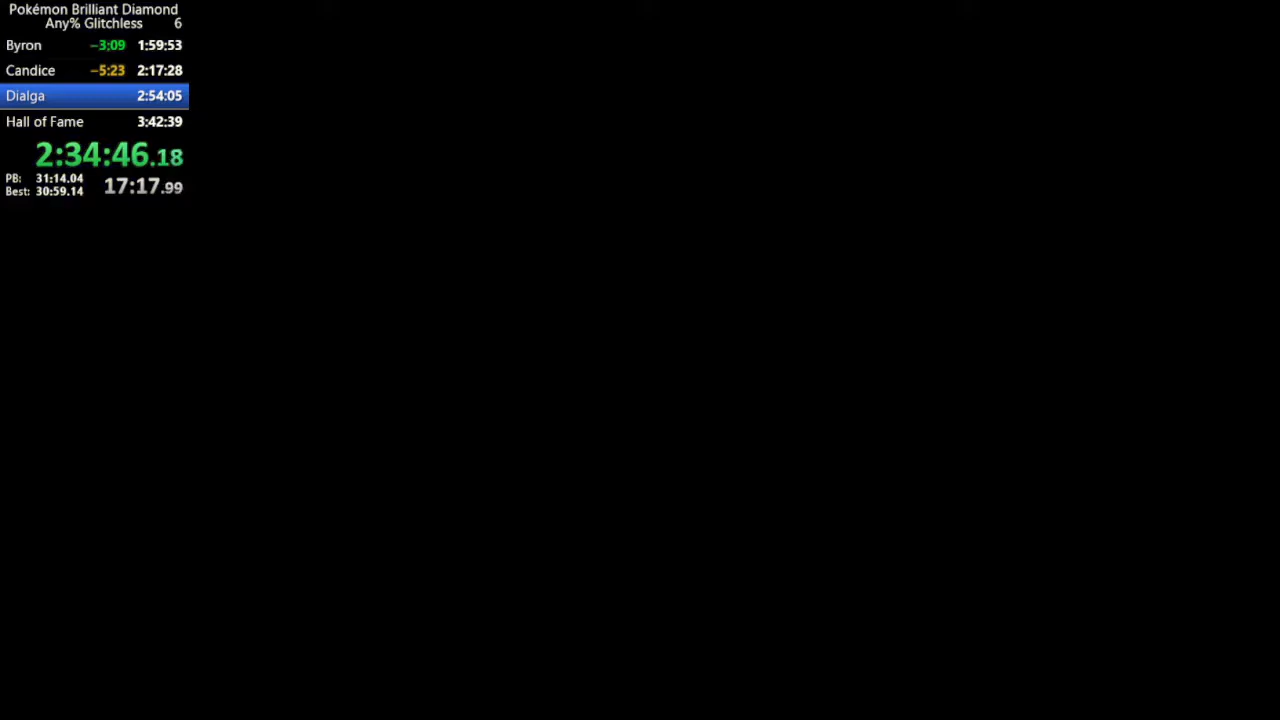 Pokémon Brilliant Diamond
Any% Glitchless 6
Byron -3:09 1:59:53
Candice -5:23 2:17:28
Dialga 2:54:05
Hall of Fame 3:42:39
2:34:46.18
PB: 31:14.04
Best: 30:59.14
17:17.99